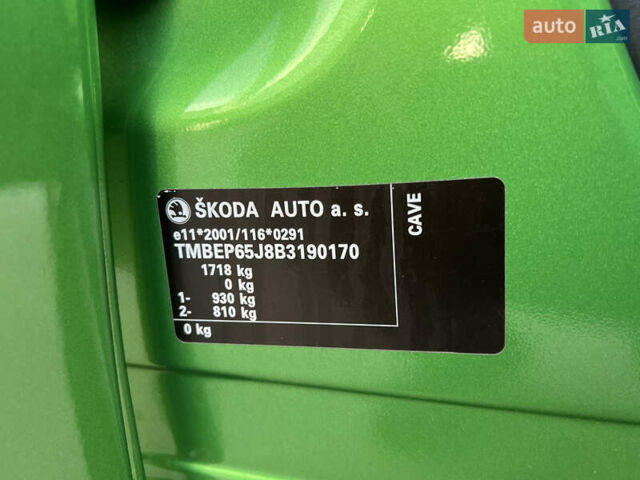 auto RIA .com
ŠKODA AUTO a. s.
e11*2001/116*0291
TMBEP65J8B3190170
1718 kg
0 kg
1- 930 kg
2- 810 kg
0 kg
CAVE